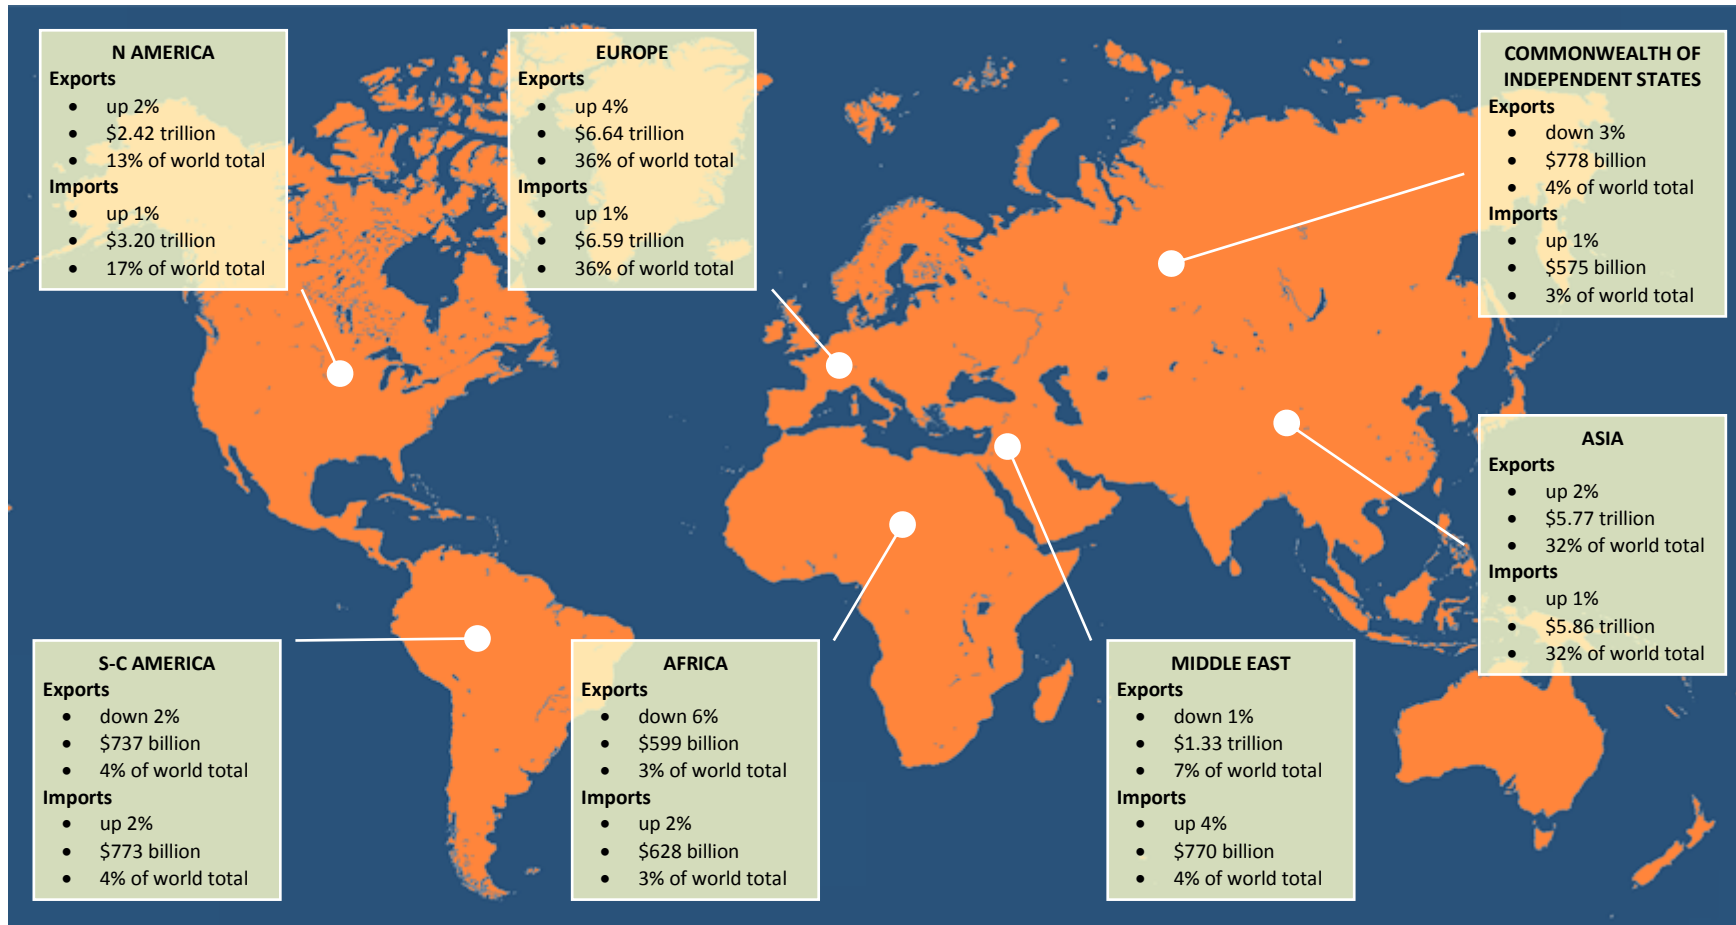 N AMERICA
Exports
• up 2%
• $2.42 trillion
• 13% of world total
Imports
• up 1%
• $3.20 trillion
• 17% of world total
EUROPE
Exports
• up 4%
• $6.64 trillion
• 36% of world total
Imports
• up 1%
• $6.59 trillion
• 36% of world total
COMMONWEALTH OF
INDEPENDENT STATES
Exports
• down 3%
• $778 billion
• 4% of world total
Imports
• up 1%
• $575 billion
• 3% of world total
ASIA
Exports
• up 2%
• $5.77 trillion
• 32% of world total
Imports
• up 1%
• $5.86 trillion
• 32% of world total
S-C AMERICA
Exports
• down 2%
• $737 billion
• 4% of world total
Imports
• up 2%
• $773 billion
• 4% of world total
AFRICA
Exports
• down 6%
• $599 billion
• 3% of world total
Imports
• up 2%
• $628 billion
• 3% of world total
MIDDLE EAST
Exports
• down 1%
• $1.33 trillion
• 7% of world total
Imports
• up 4%
• $770 billion
• 4% of world total